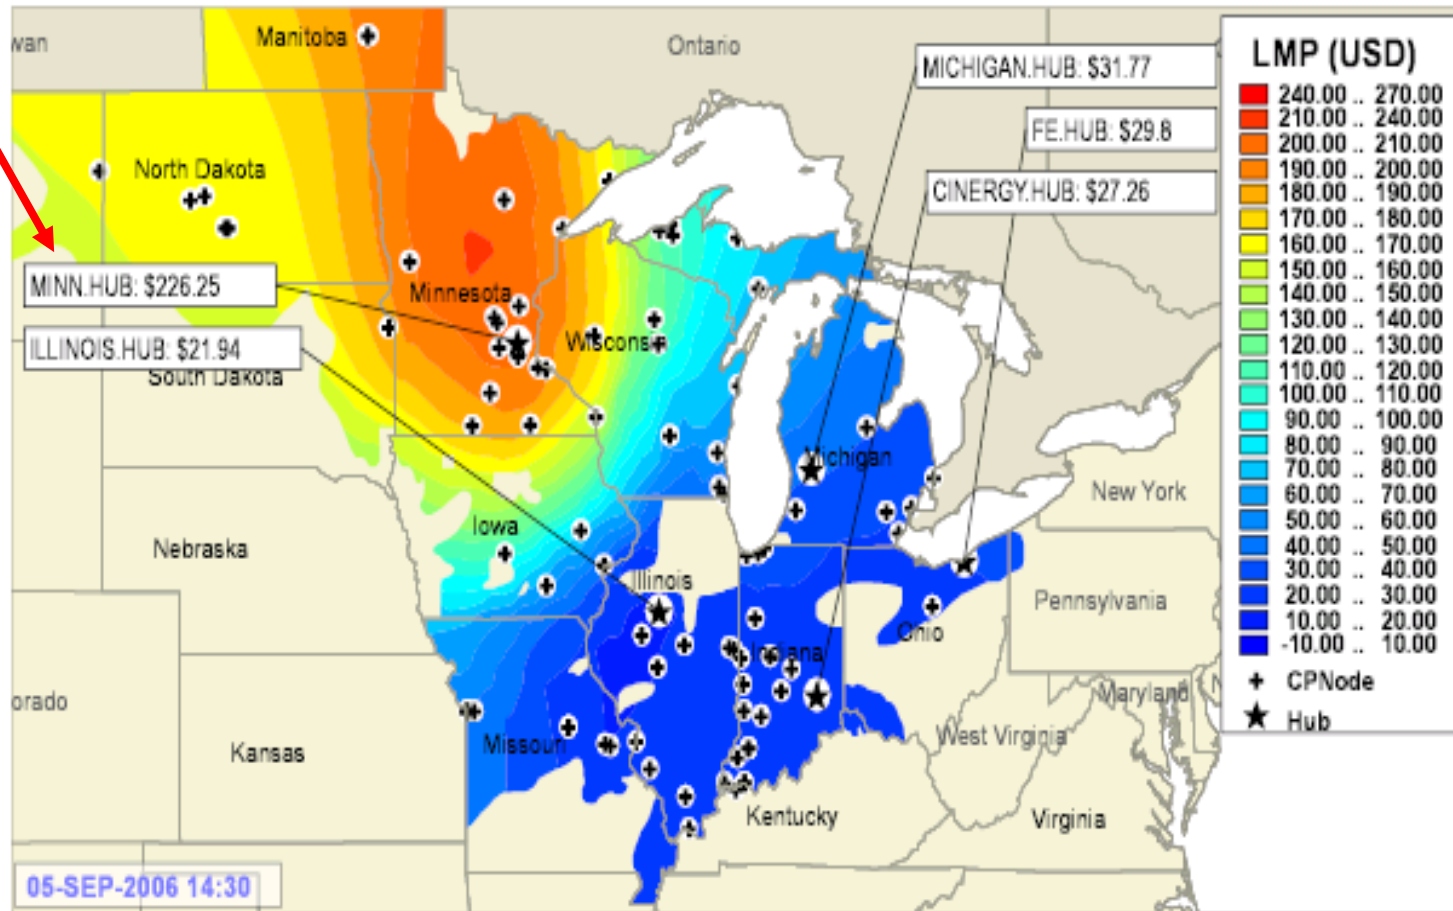 wan
Manitoba
Ontario
MICHIGAN.HUB: $31.77
FE.HUB: $29.8
CINERGY.HUB: $27.26
North Dakota
MINN.HUB: $226.25
Minnesota
ILLINOIS.HUB: $21.94
South Dakota
Wisconsin
Michigan
New York
Iowa
Nebraska
Illinois
Pennsylvania
Ohio
Indiana
orado
Maryland
N
Kansas
Missouri
West Virginia
Kentucky
Virginia
05-SEP-2006 14:30
LMP (USD)
240.00 .. 270.00
210.00 .. 240.00
200.00 .. 210.00
190.00 .. 200.00
180.00 .. 190.00
170.00 .. 180.00
160.00 .. 170.00
150.00 .. 160.00
140.00 .. 150.00
130.00 .. 140.00
120.00 .. 130.00
110.00 .. 120.00
100.00 .. 110.00
90.00 .. 100.00
80.00 .. 90.00
70.00 .. 80.00
60.00 .. 70.00
50.00 .. 60.00
40.00 .. 50.00
30.00 .. 40.00
20.00 .. 30.00
10.00 .. 20.00
-10.00 .. 10.00
CPNode
Hub